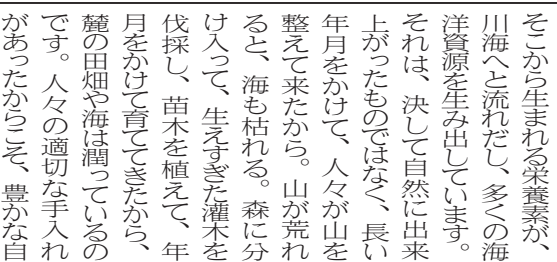 そこから生まれる栄養素が、
川海へと流れだし、多くの海
洋資源を生み出しています。
それは、決して自然に出来
上がったものではなく、長い
年月をかけて、人々が山を
整えて来たから。山が荒れ
ると、海も枯れる。森に分
け入って、生えすぎた灌木を
伐採し、苗木を植えて、年
月をかけて育ててきたから、
麓の田畑や海は潤っているの
です。人々の適切な手入れ
があったからこそ、豊かな自